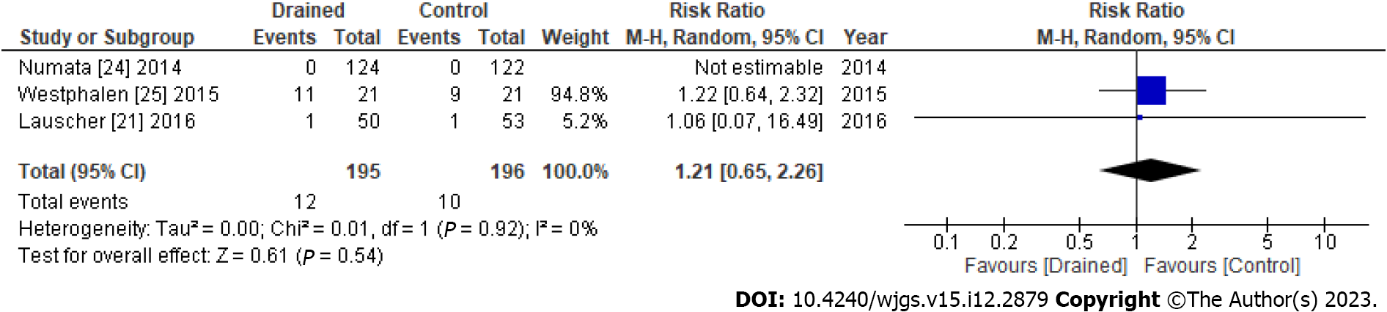 Drained Control Risk Ratio Risk Ratio
Study or Subgroup Events Total Events Total Weight M-H, Random, 95% CI Year M-H, Random, 95% CI
Numata [24] 2014 0 124 0 122 Not estimable 2014
Westphalen [25] 2015 11 21 9 21 94.8% 1.22 [0.64, 2.32] 2015
Lauscher [21] 2016 1 50 1 53 5.2% 1.06 [0.07, 16.49] 2016
Total (95% CI) 195 196 100.0% 1.21 [0.65, 2.26]
Total events 12 10
Heterogeneity: Tau² = 0.00; Chi² = 0.01, df = 1 (P = 0.92); I² = 0%
Test for overall effect: Z = 0.61 (P = 0.54)
0.1 0.2 0.5 1 2 5 10
Favours [Drained] Favours [Control]
DOI: 10.4240/wjgs.v15.i12.2879 Copyright ©The Author(s) 2023.